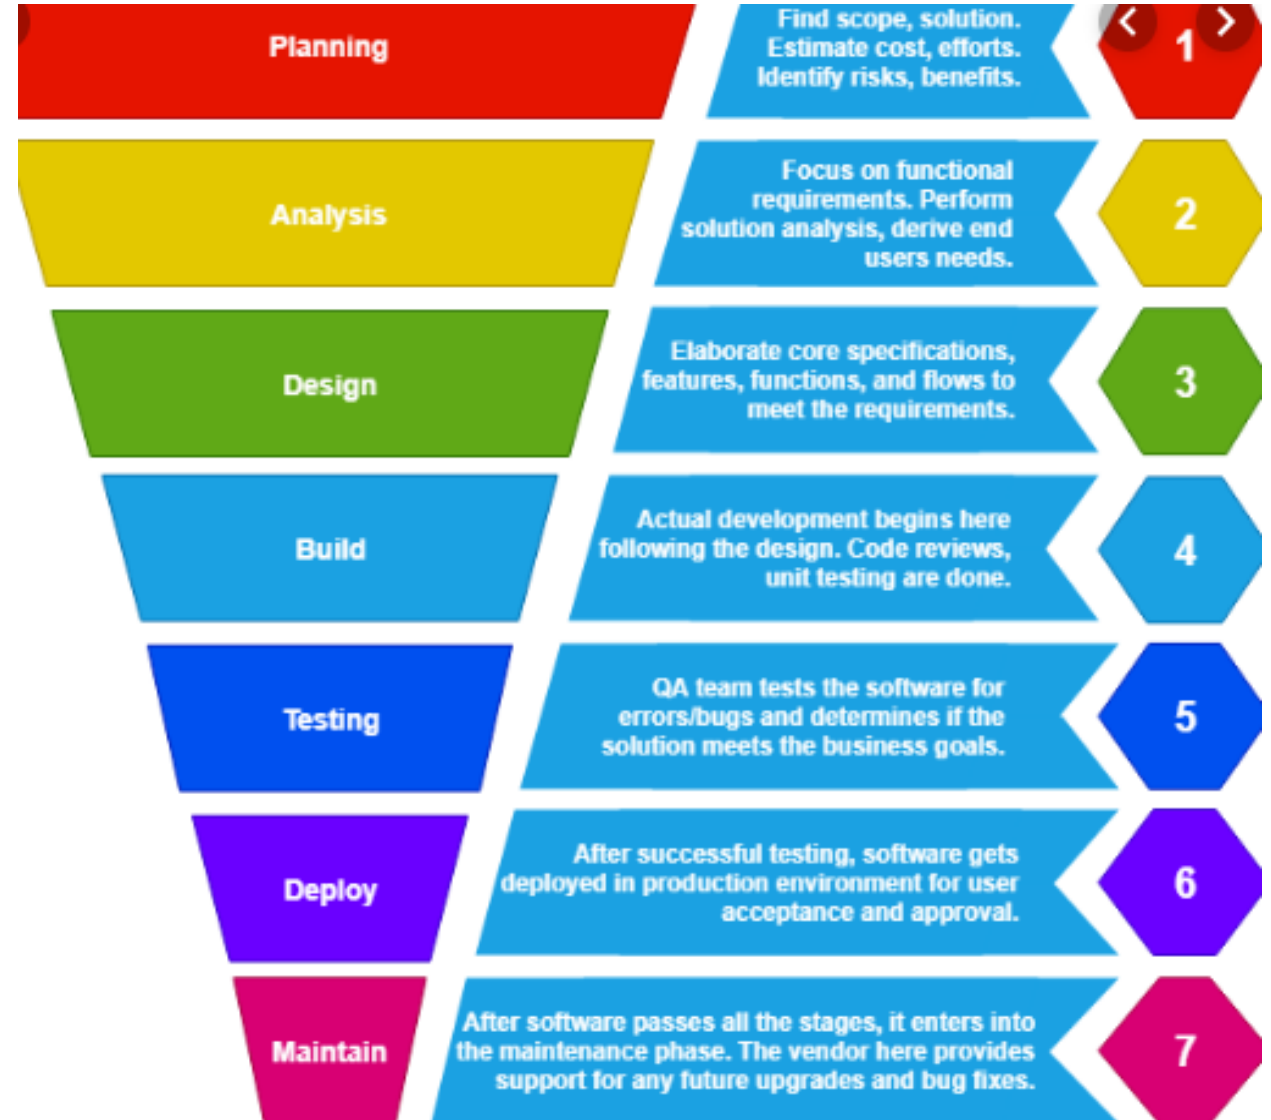 Planning
Find scope, solution.
Estimate cost, efforts.
Identify risks, benefits.
1
Analysis
Focus on functional
requirements. Perform
solution analysis, derive end
users needs.
2
Design
Elaborate core specifications,
features, functions, and flows to
meet the requirements.
3
Build
Actual development begins here
following the design. Code reviews,
unit testing are done.
4
Testing
QA team tests the software for
errors/bugs and determines if the
solution meets the business goals.
5
Deploy
After successful testing, software gets
deployed in production environment for user
acceptance and approval.
6
Maintain
After software passes all the stages, it enters into
the maintenance phase. The vendor here provides
support for any future upgrades and bug fixes.
7